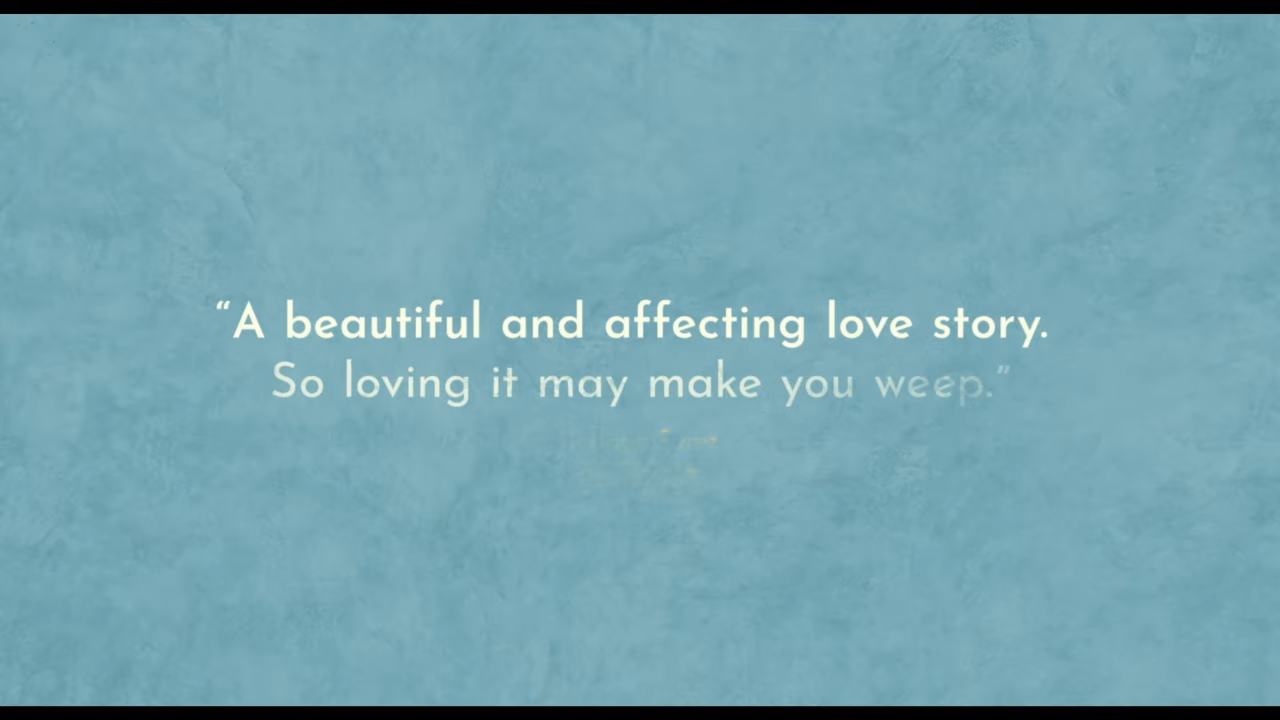 “A beautiful and affecting love story.
So loving it may make you weep.”